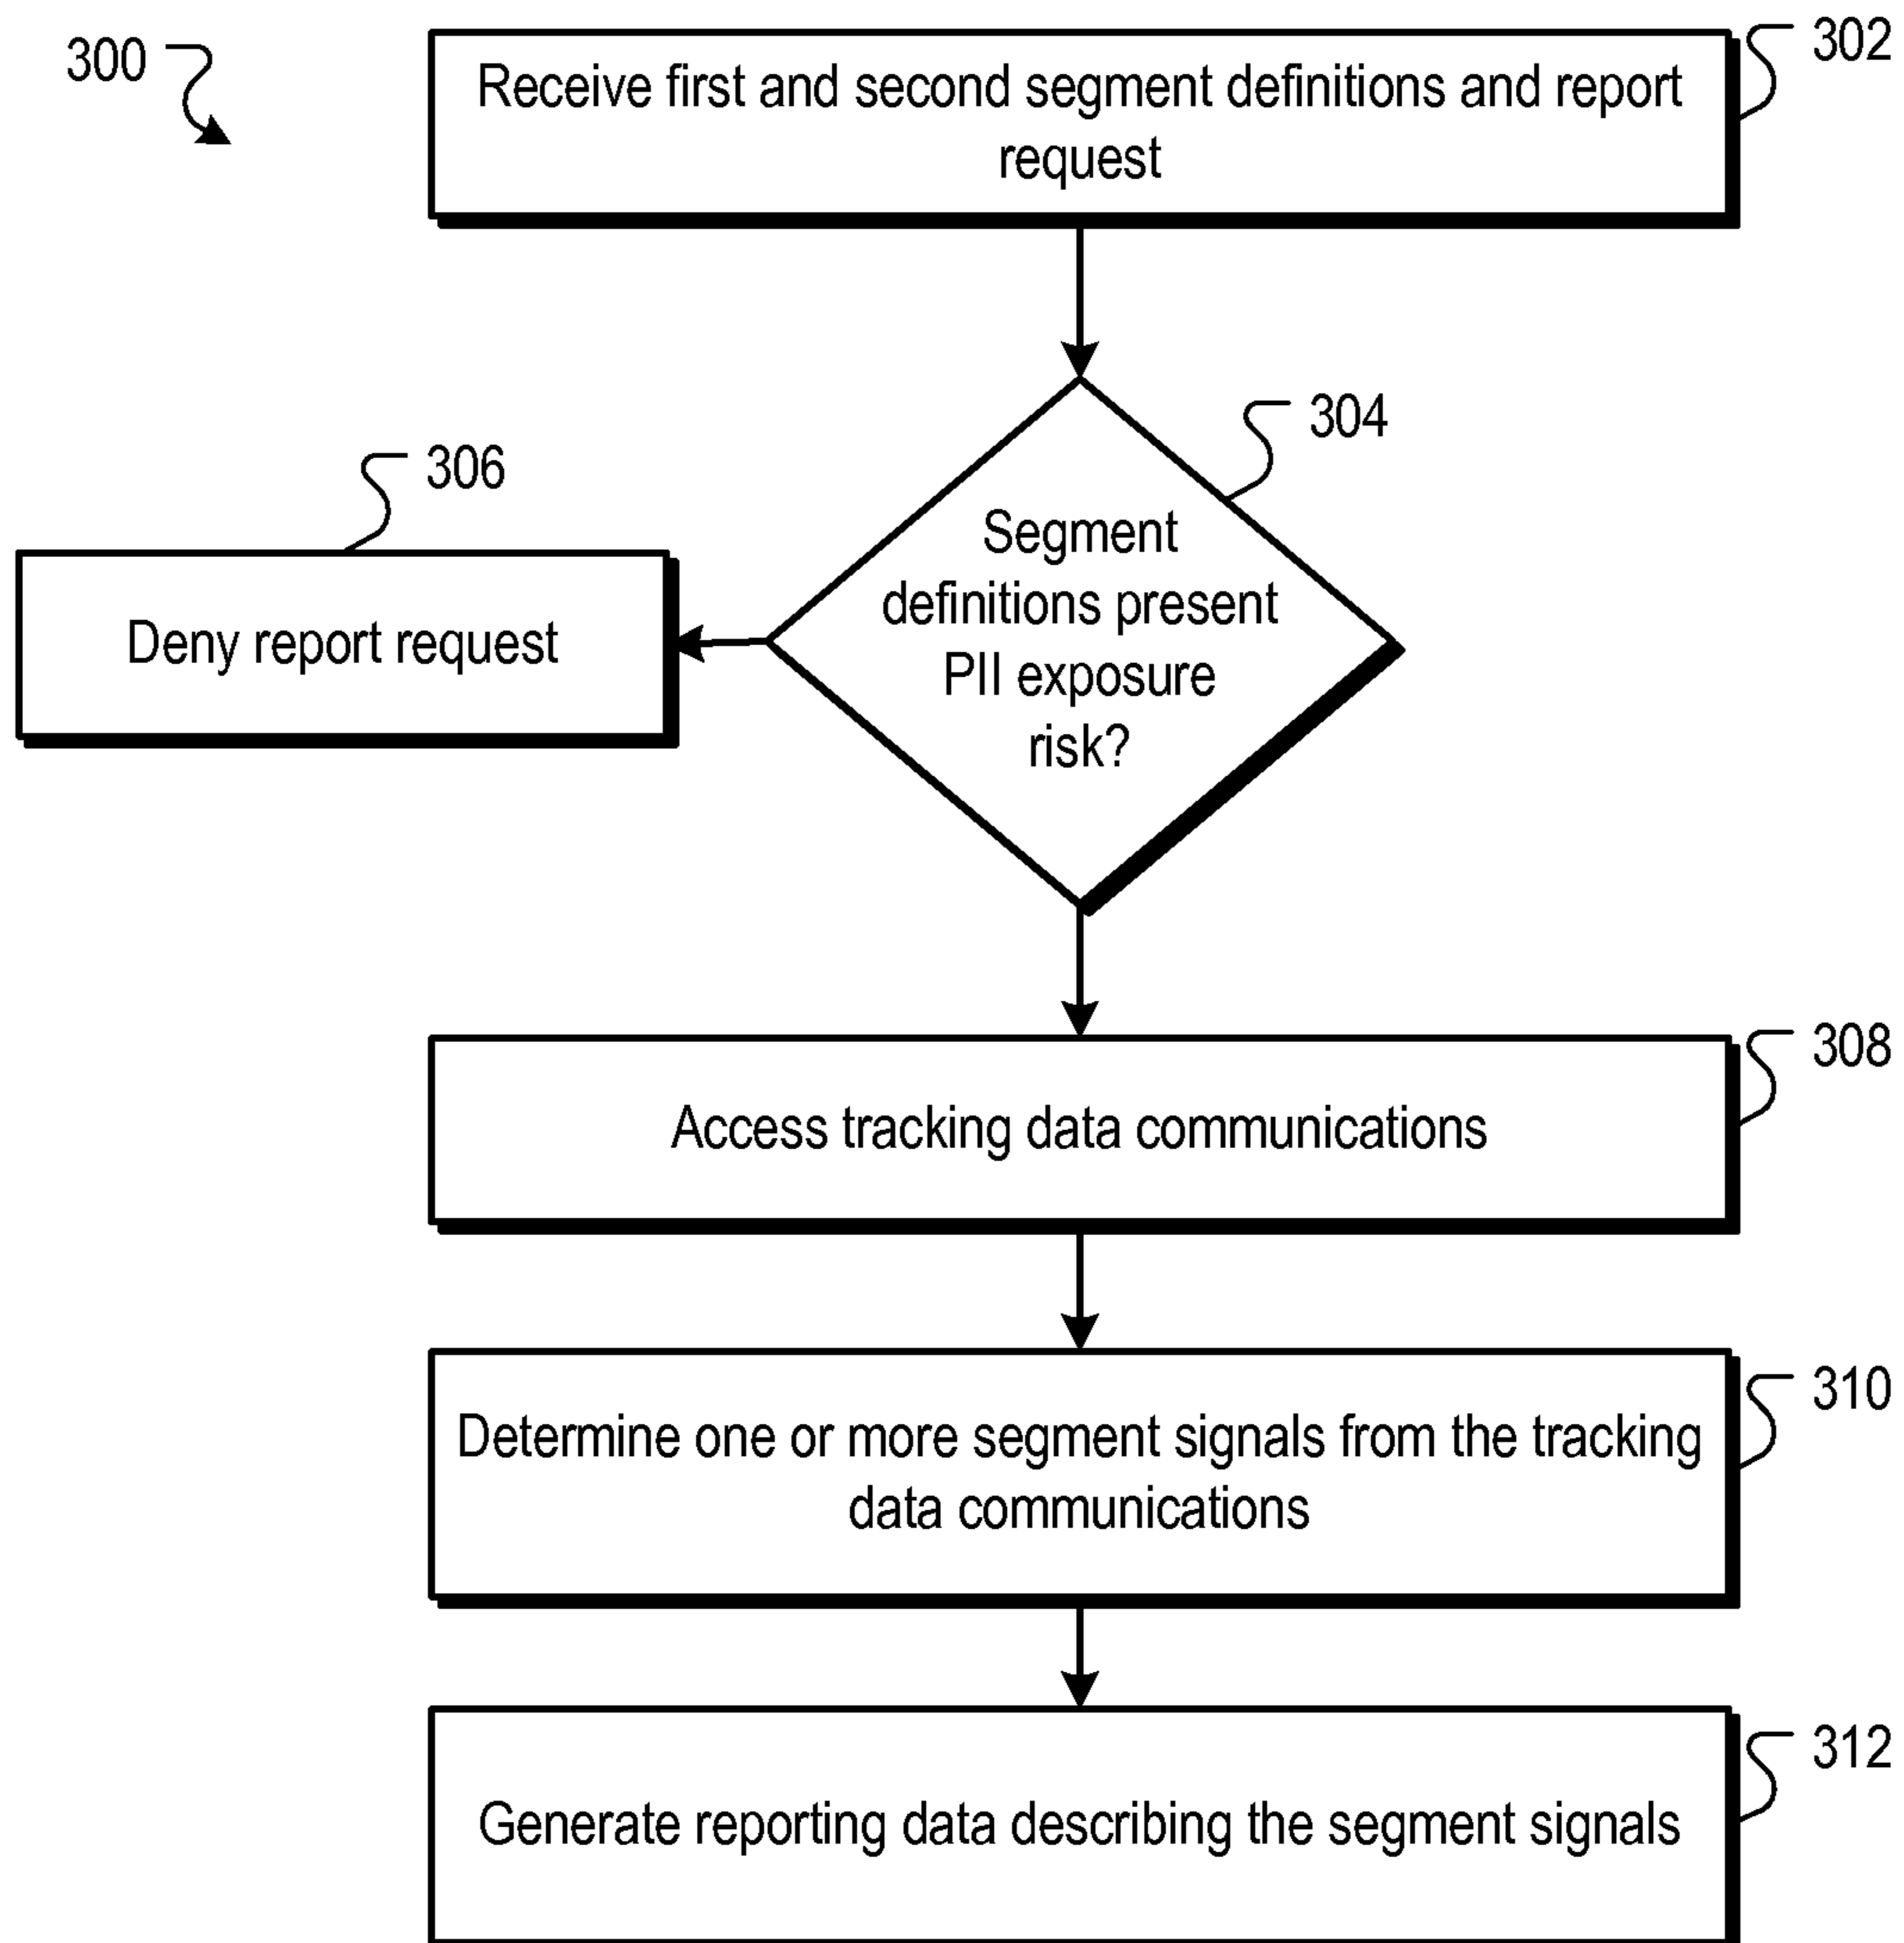 300
302
Receive first and second segment definitions and report
request
304
306
Segment
definitions present
PII exposure
risk?
Deny report request
308
Access tracking data communications
310
Determine one or more segment signals from the tracking
data communications
312
Generate reporting data describing the segment signals